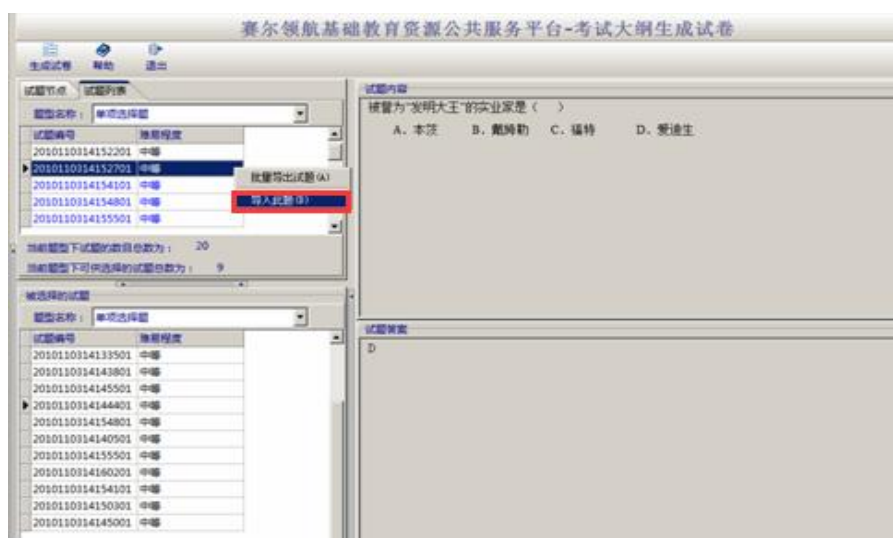 赛尔领航基础教育资源公共服务平台-考试大纲生成试卷
生成试卷 帮助 退出
试题节点 试题列表
题型名称： 单项选择题
试题编号 难易程度
2010110314152201 中等
2010110314152701 中等
2010110314154101 中等
2010110314154801 中等
2010110314155501 中等
批量导出试题(A)
导入此题(B)
当前题型下试题的数目总数为： 20
当前题型下可供选择的试题总数为： 9
被选择的试题
题型名称： 单项选择题
试题编号 难易程度
2010110314133501 中等
2010110314143801 中等
2010110314145501 中等
2010110314144401 中等
2010110314154801 中等
2010110314140501 中等
2010110314155501 中等
2010110314160201 中等
2010110314154101 中等
2010110314150301 中等
2010110314145001 中等
试题内容
被誉为"发明大王"的实业家是（ ）
A. 本茨 B. 戴姆勒 C. 福特 D. 爱迪生
试题答案
D